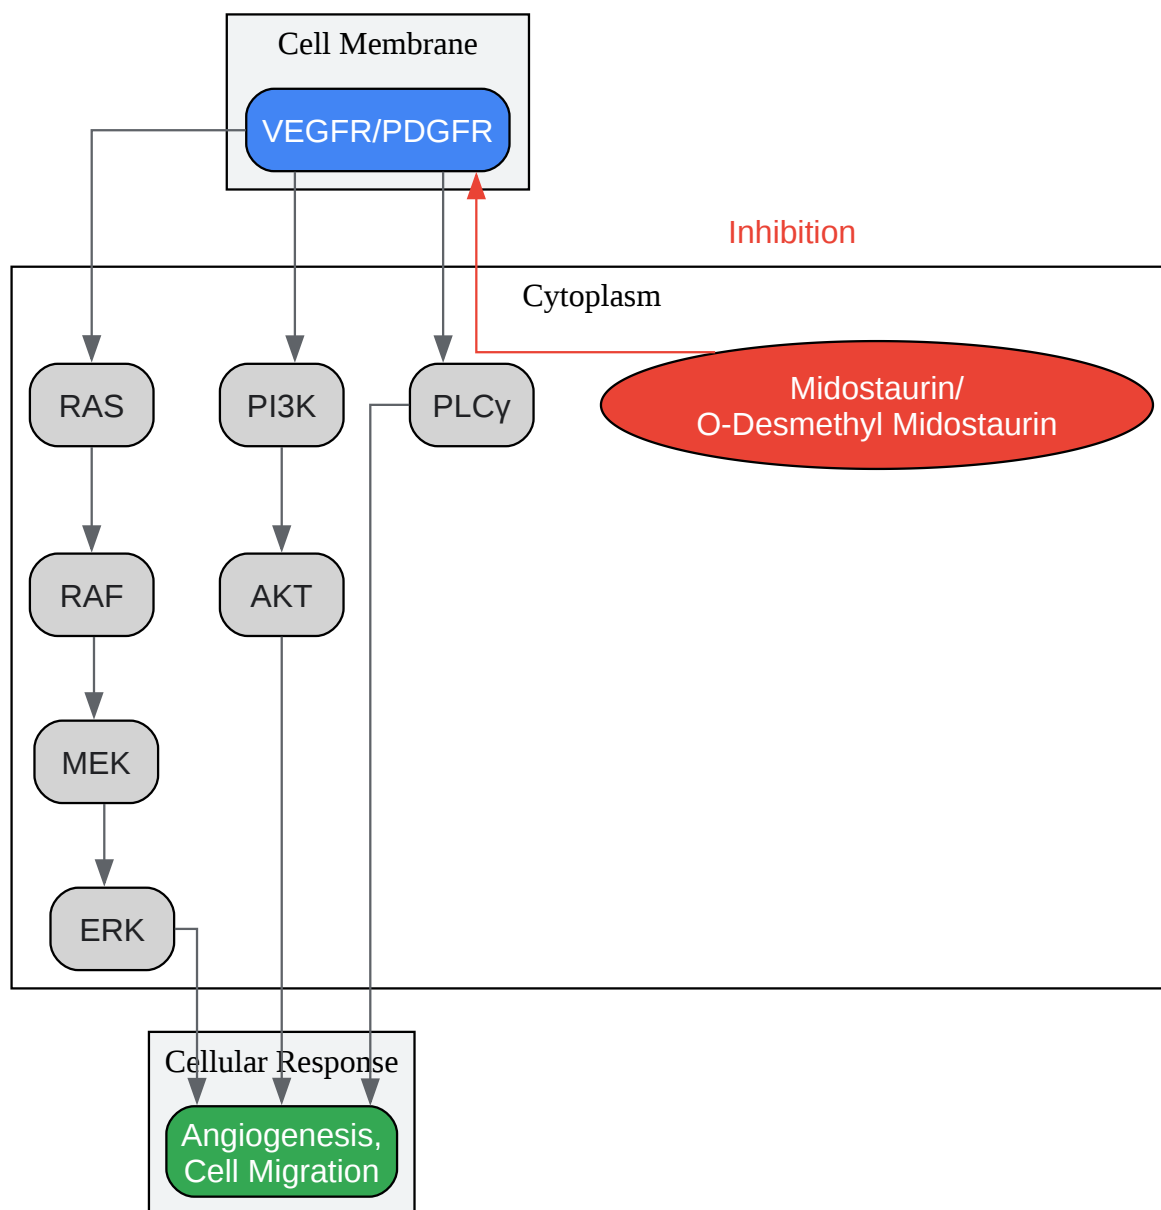 Cell Membrane
VEGFR/PDGFR
Inhibition
Cytoplasm
RAS
PI3K
PLCγ
Midostaurin/
O-Desmethyl Midostaurin
RAF
AKT
MEK
ERK
Cellular Response
Angiogenesis,
Cell Migration